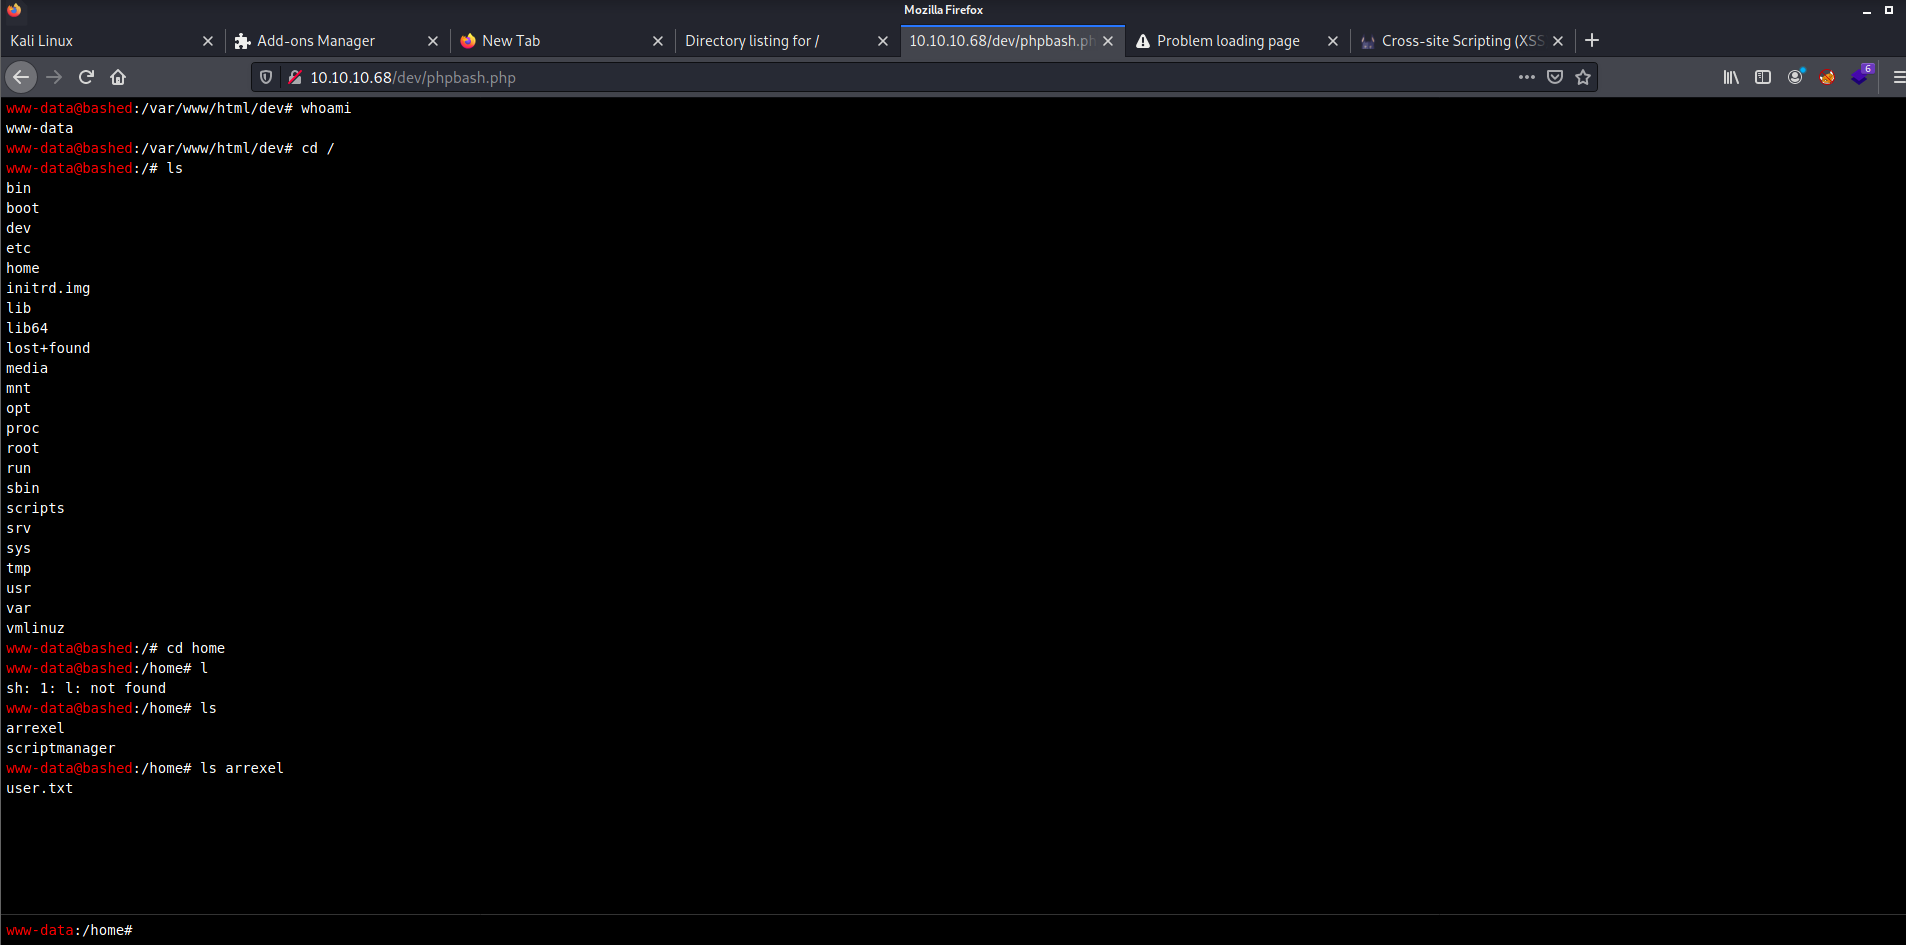 Mozilla Firefox
Kali Linux
Add-ons Manager
New Tab
Directory listing for /
10.10.10.68/dev/phpbash.ph
Problem loading page
Cross-site Scripting (XSS
10.10.10.68/dev/phpbash.php
6
www-data@bashed:/var/www/html/dev# whoami
www-data
www-data@bashed:/var/www/html/dev# cd /
www-data@bashed:/# ls
bin
boot
dev
etc
home
initrd.img
lib
lib64
lost+found
media
mnt
opt
proc
root
run
sbin
scripts
srv
sys
tmp
usr
var
vmlinuz
www-data@bashed:/# cd home
www-data@bashed:/home# l
sh: 1: l: not found
www-data@bashed:/home# ls
arrexel
scriptmanager
www-data@bashed:/home# ls arrexel
user.txt
www-data:/home#